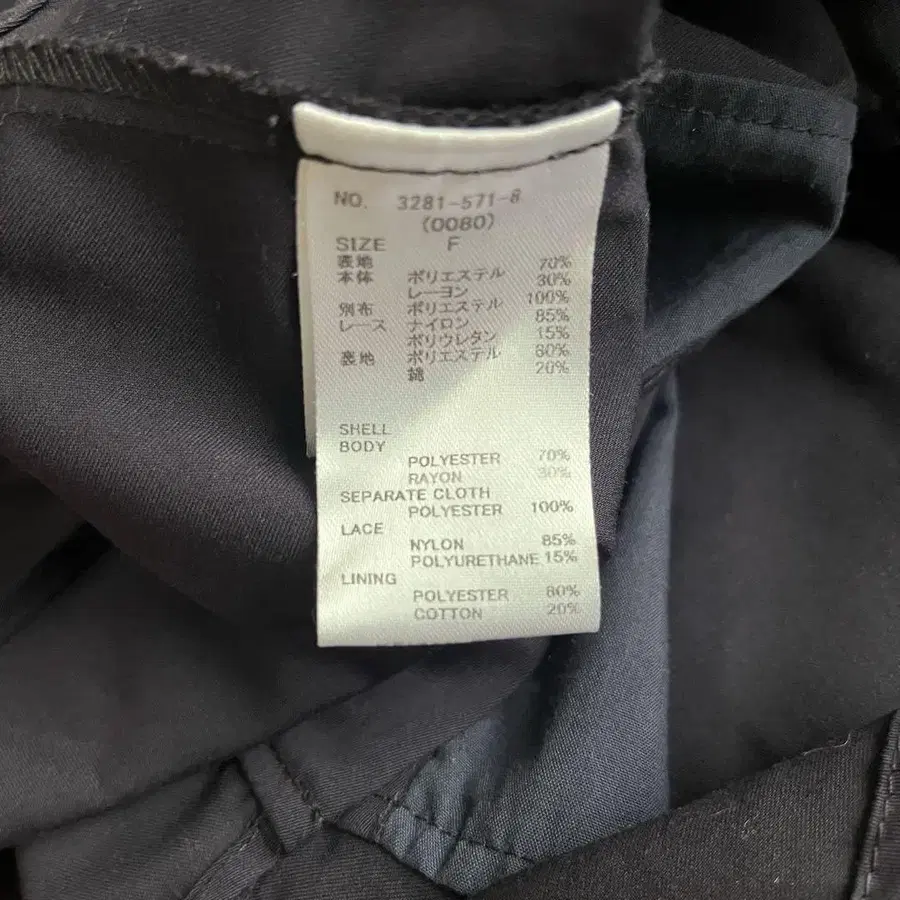 NO. 3281-571-8
(0080)
SIZE F
表地
本体 ポリエステル 70%
レーヨン 30%
別布 ポリエステル 100%
レース ナイロン 85%
ポリウレタン 15%
裏地 ポリエステル 80%
綿 20%
SHELL
BODY
POLYESTER 70%
RAYON 30%
SEPARATE CLOTH
POLYESTER 100%
LACE
NYLON 85%
POLYURETHANE 15%
LINING
POLYESTER 80%
COTTON 20%